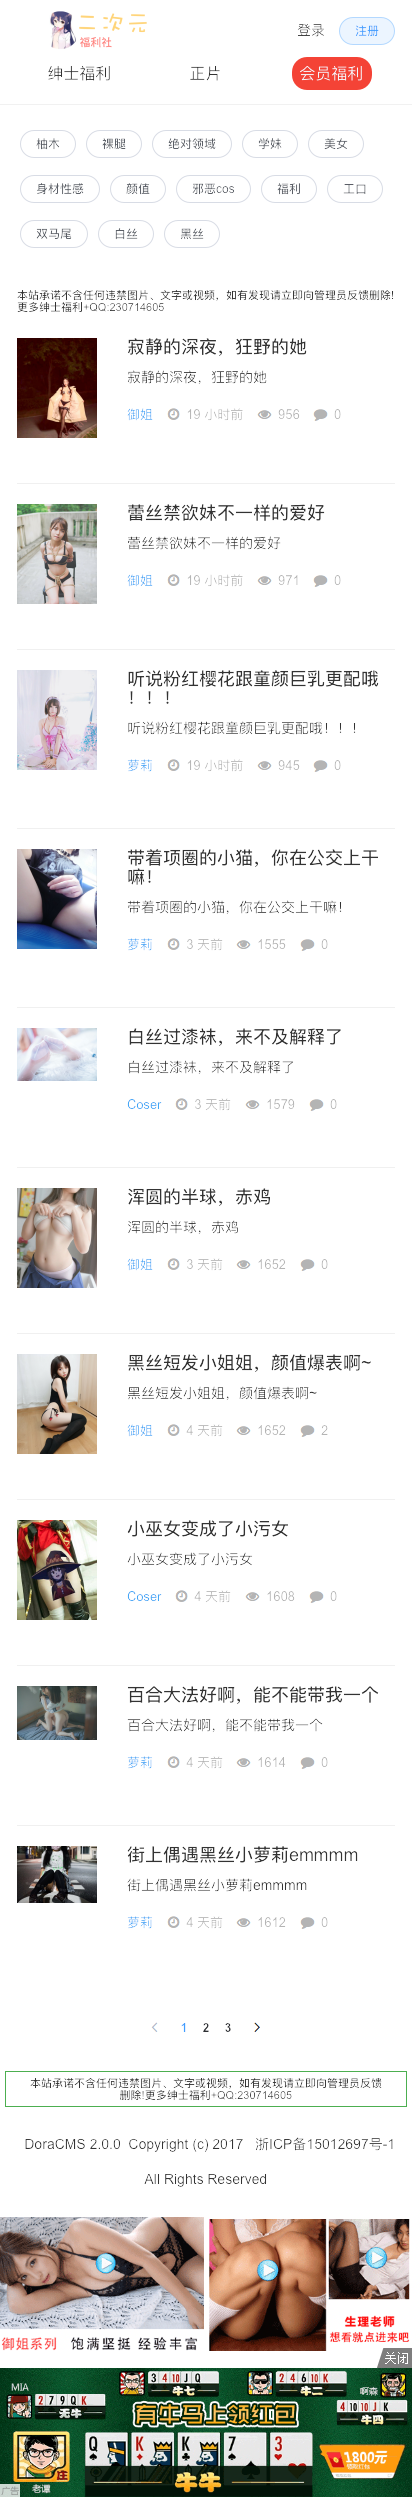 二次元
福利社
登录 注册
绅士福利 正片 会员福利
柚木 裸腿 绝对领域 学妹 美女
身材性感 颜值 邪恶cos 福利 工口
双马尾 白丝 黑丝
本站承诺不含任何违禁图片、文字或视频，如有发现请立即向管理员反馈删除!
更多绅士福利+QQ:230714605
寂静的深夜，狂野的她
寂静的深夜，狂野的她
御姐 19 小时前 956 0
蕾丝禁欲妹不一样的爱好
蕾丝禁欲妹不一样的爱好
御姐 19 小时前 971 0
听说粉红樱花跟童颜巨乳更配哦
！！！
听说粉红樱花跟童颜巨乳更配哦！！！
萝莉 19 小时前 945 0
带着项圈的小猫，你在公交上干
嘛！
带着项圈的小猫，你在公交上干嘛！
萝莉 3 天前 1555 0
白丝过漆袜，来不及解释了
白丝过漆袜，来不及解释了
Coser 3 天前 1579 0
浑圆的半球，赤鸡
浑圆的半球，赤鸡
御姐 3 天前 1652 0
黑丝短发小姐姐，颜值爆表啊~
黑丝短发小姐姐，颜值爆表啊~
御姐 4 天前 1652 2
小巫女变成了小污女
小巫女变成了小污女
Coser 4 天前 1608 0
百合大法好啊，能不能带我一个
百合大法好啊，能不能带我一个
萝莉 4 天前 1614 0
街上偶遇黑丝小萝莉emmmm
街上偶遇黑丝小萝莉emmmm
萝莉 4 天前 1612 0
1 2 3
本站承诺不含任何违禁图片、文字或视频，如有发现请立即向管理员反馈
删除!更多绅士福利+QQ:230714605
DoraCMS 2.0.0 Copyright (c) 2017 浙ICP备15012697号-1
All Rights Reserved
御姐系列 饱满坚挺 经验丰富
生理老师
想看就点进来吧
关闭
MIA 3 4 10 J Q 2 4 6 10 K 啊森
2 7 9 Q K 无牛 牛七 牛二 4 10 10 J K 牛四
有牛马上领红包
庄 Q K K 7 3 1800元
老谭 牛牛
广告